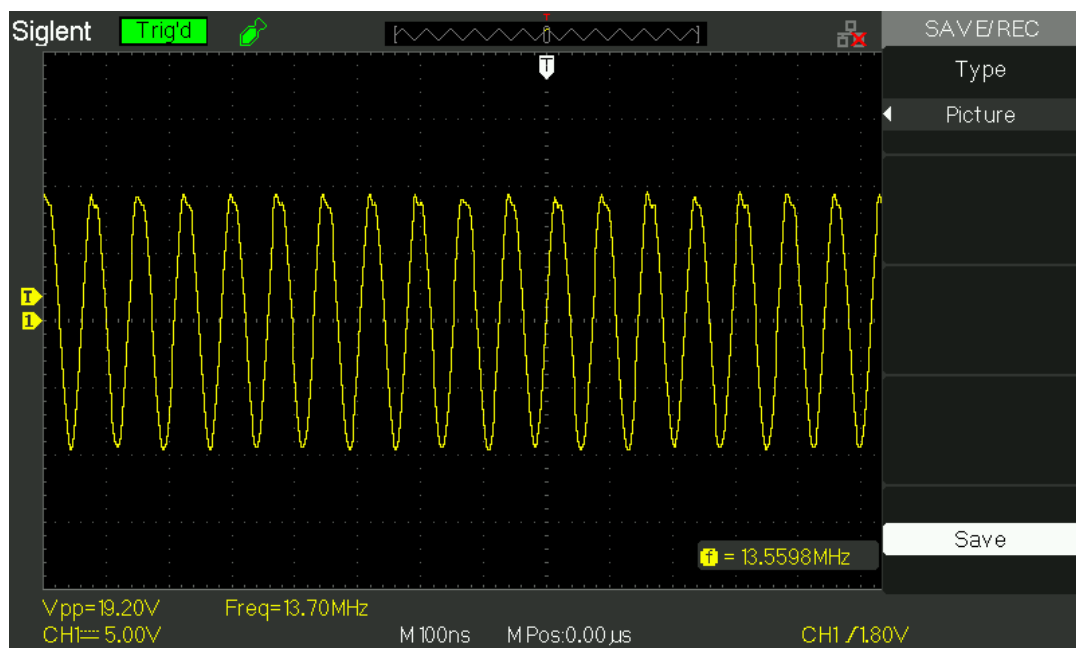 Siglent Trig'd SAVE/REC
T
Type
Picture
T
1
Save
f = 13.5598MHz
Vpp=19.20V Freq=13.70MHz
CH1 5.00V M 100ns M Pos:0.00µs CH1 /1.80V